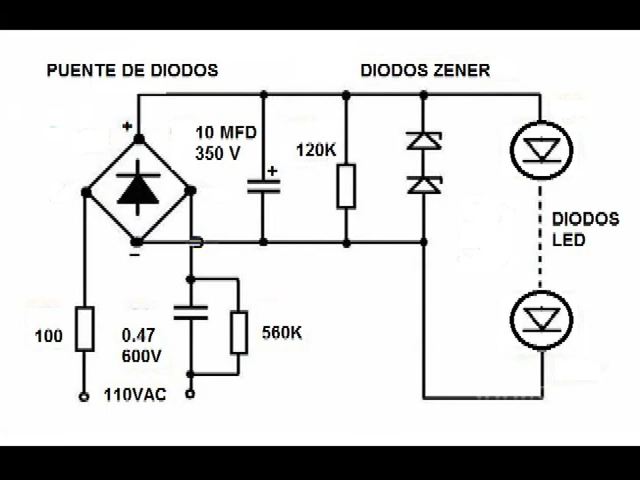 PUENTE DE DIODOS
DIODOS ZENER
+
10 MFD
350 V
+
120K
DIODOS
LED
–
100
0.47
600V
560K
110VAC